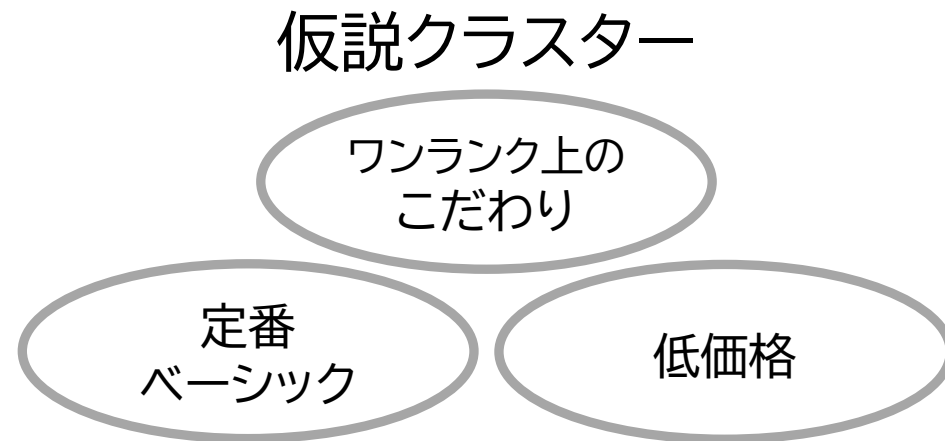 仮説クラスター
ワンランク上の
こだわり
定番
ベーシック
低価格